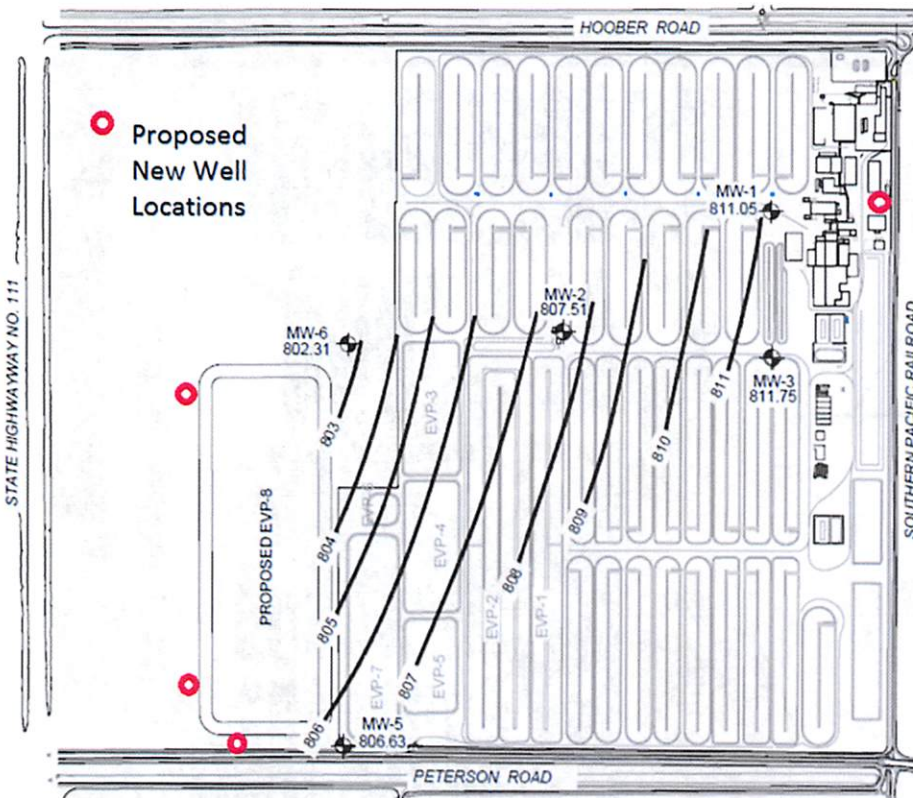 HOOBER ROAD
Proposed
New Well
Locations
MW-1
811.05
STATE HIGHWAYWAY NO. 111
SOUTHERN PACIFIC RAILROAD
MW-2
807.51
MW-6
802.31
MW-3
811.75
811
810
809
808
807
806
805
804
803
EVP-3
EVP-4
EVP-5
EVP-7
EVP-2
EVP-1
PROPOSED EVP-8
MW-5
806.63
PETERSON ROAD